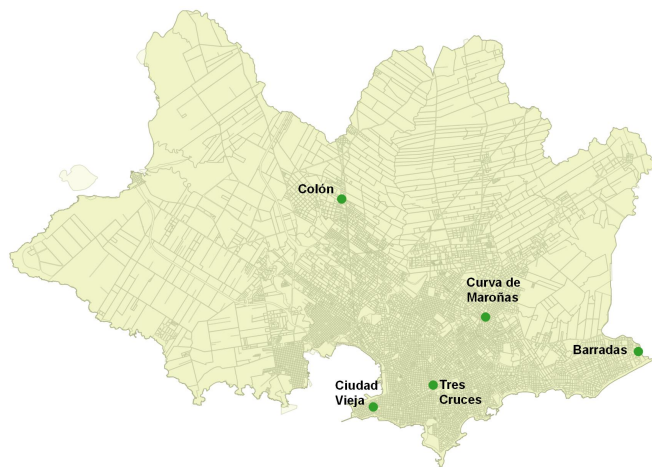 Colón
Curva de
Maroñas
Barradas
Ciudad
Vieja
Tres
Cruces